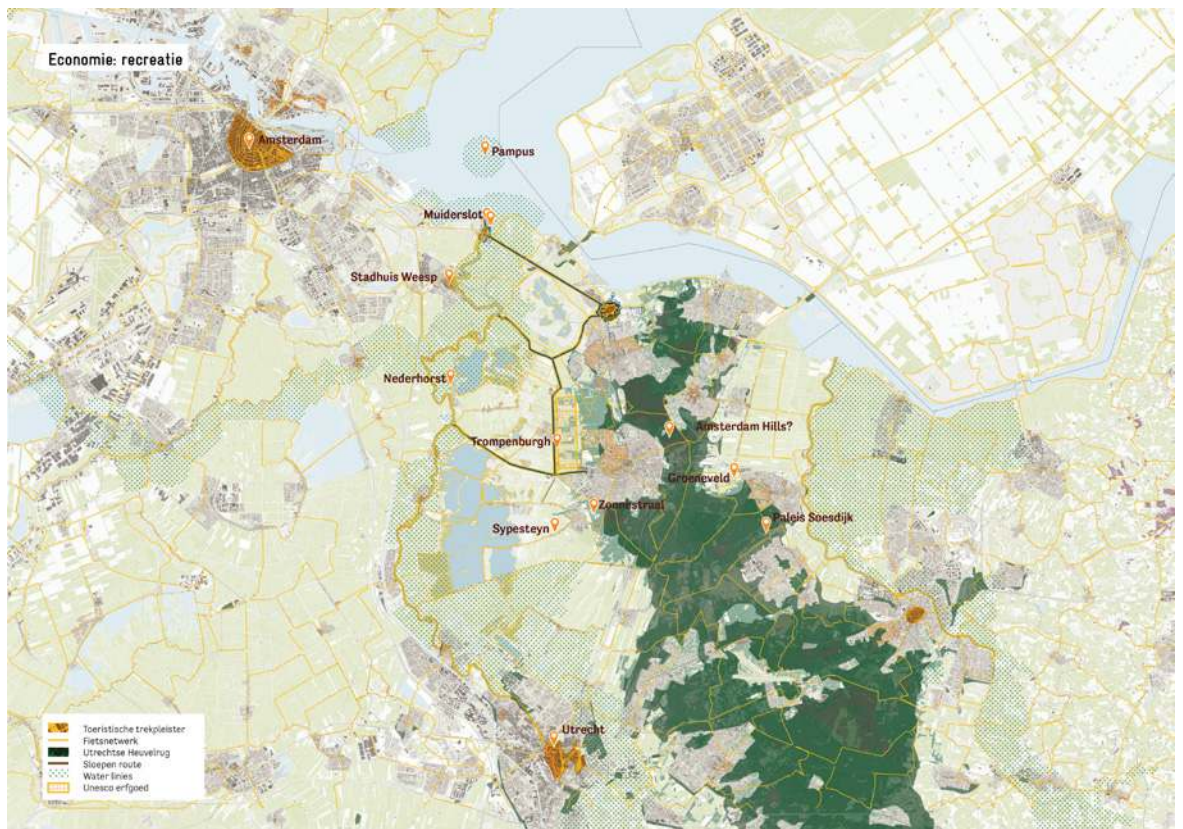 Economie: recreatie
Amsterdam
Pampus
Muiderslot
Stadhuis Weesp
Nederhorst
Amsterdam Hills?
Trompenburgh
Groeneveld
Zonnestraal
Paleis Soesdijk
Sypesteyn
Utrecht
Toeristische trekpleister
Fietsnetwerk
Utrechtse Heuvelrug
Sloepen route
Water linies
Unesco erfgoed